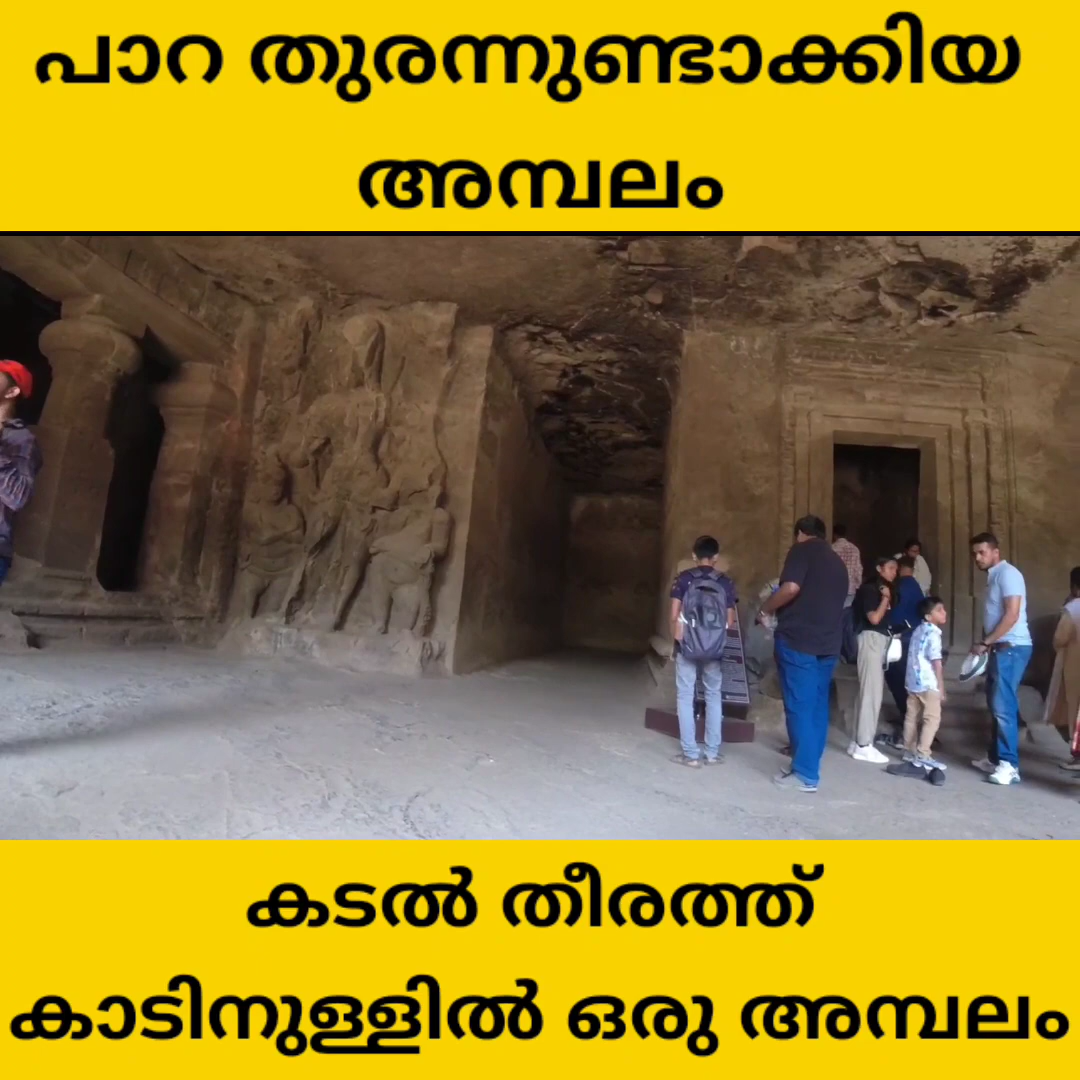 പാറ തുരന്നുണ്ടാക്കിയ
അമ്പലം
കടൽ തീരത്ത്
കാടിനുള്ളിൽ ഒരു അമ്പലം